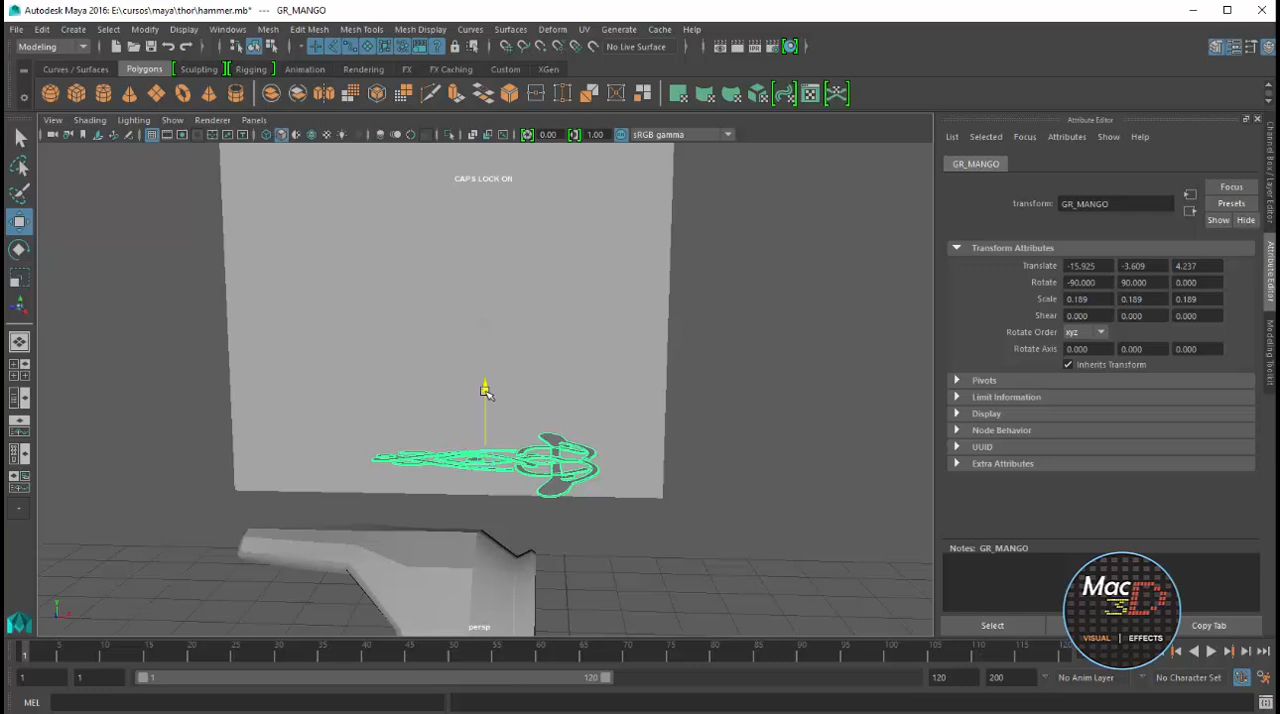 Autodesk Maya 2016: E:\cursos\maya\thor\hammer.mb* --- GR_MANGO
File Edit Create Select Modify Display Windows Mesh Edit Mesh Mesh Tools Mesh Display Curves Surfaces Deform UV Generate Cache Help
Modeling No Live Surface
Curves / Surfaces Polygons Sculpting Rigging Animation Rendering FX FX Caching Custom XGen
View Shading Lighting Show Renderer Panels
0.00 1.00 sRGB gamma
CAPS LOCK ON
persp
Attribute Editor
List Selected Focus Attributes Show Help
GR_MANGO
Focus
transform: GR_MANGO Presets
Show Hide
Transform Attributes
Translate -15.925 -3.609 4.237
Rotate -90.000 90.000 0.000
Scale 0.189 0.189 0.189
Shear 0.000 0.000 0.000
Rotate Order xyz
Rotate Axis 0.000 0.000 0.000
Inherits Transform
Pivots
Limit Information
Display
Node Behavior
UUID
Extra Attributes
Notes: GR_MANGO
Select Copy Tab
Channel Box / Layer Editor
Attribute Editor
Modeling Toolkit
Mac 3D
VISUAL | EFFECTS
1 5 10 15 20 25 30 35 40 45 50 55 60 65 70 75 80 85 90 95 100 105 110 115 120
1 1 1 120 120 200 No Anim Layer No Character Set
MEL